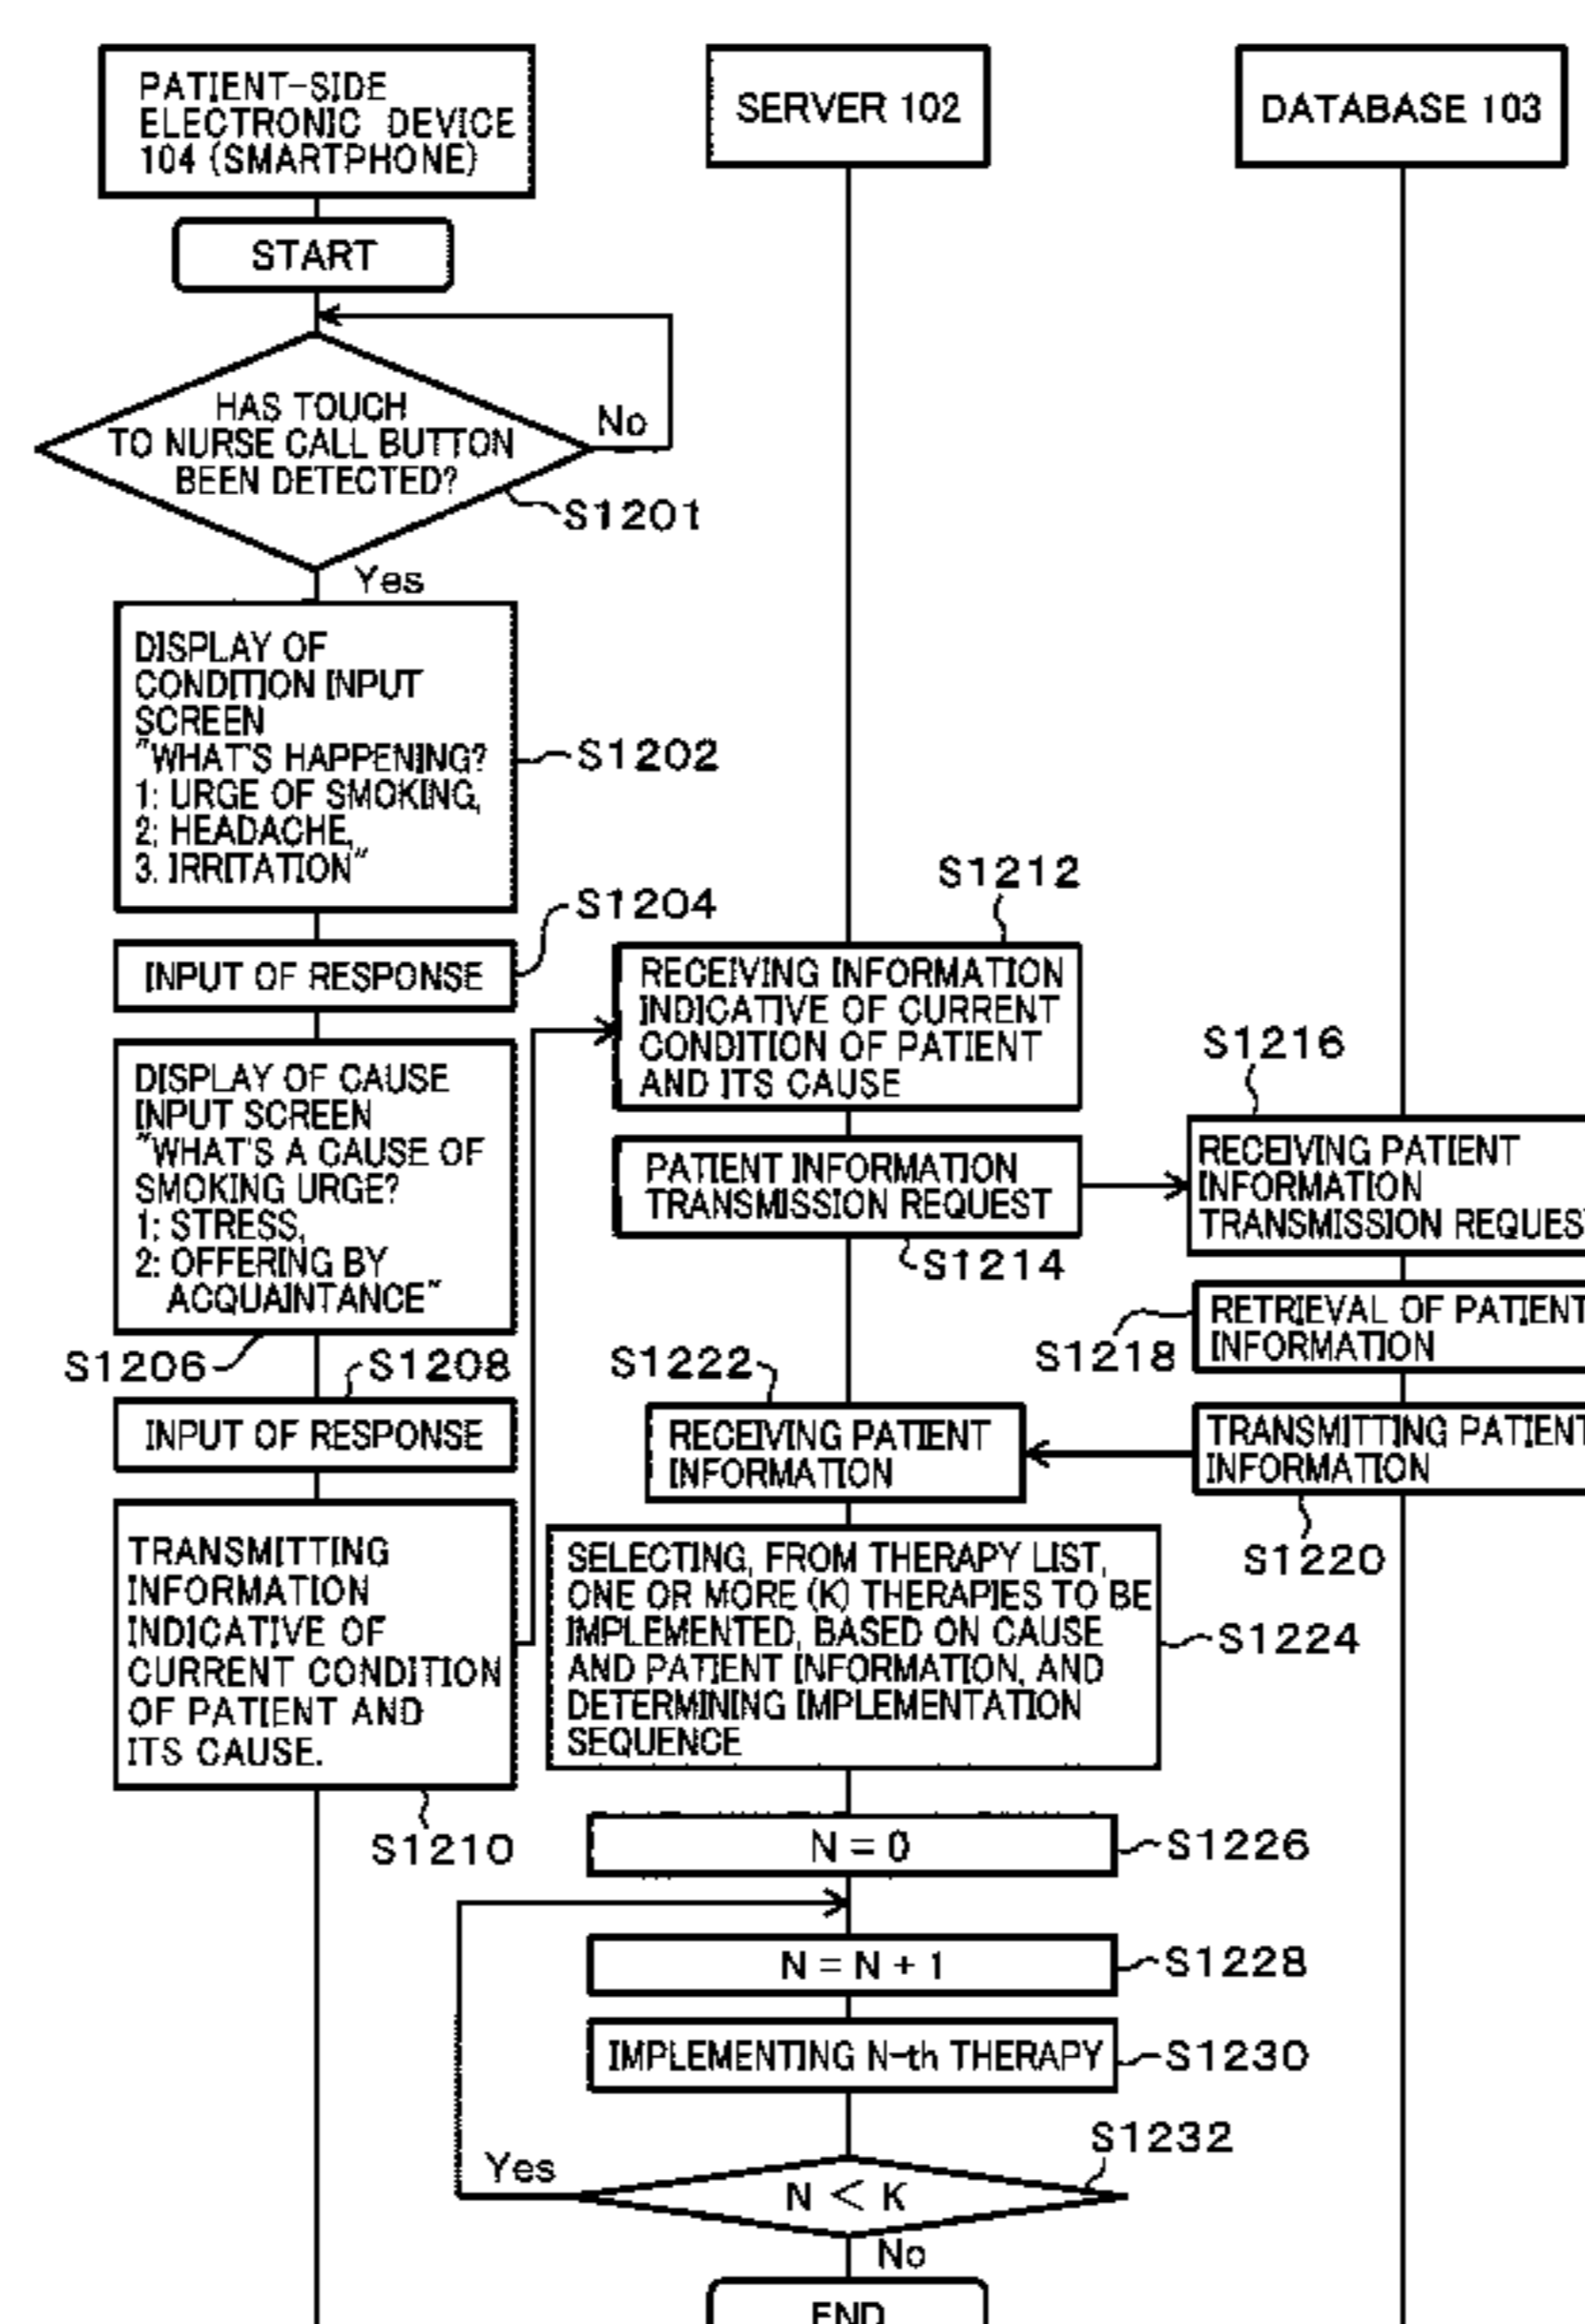 PATIENT-SIDE
ELECTRONIC DEVICE
104 (SMARTPHONE)
SERVER 102
DATABASE 103
START
HAS TOUCH
TO NURSE CALL BUTTON
BEEN DETECTED?
No
S1201
Yes
DISPLAY OF
CONDITION INPUT
SCREEN
"WHAT'S HAPPENING?
1: URGE OF SMOKING,
2: HEADACHE,
3. IRRITATION"
S1202
S1204
INPUT OF RESPONSE
DISPLAY OF CAUSE
INPUT SCREEN
"WHAT'S A CAUSE OF
SMOKING URGE?
1: STRESS,
2: OFFERING BY
ACQUAINTANCE"
S1206
S1208
INPUT OF RESPONSE
TRANSMITTING
INFORMATION
INDICATIVE OF
CURRENT CONDITION
OF PATIENT AND
ITS CAUSE.
S1210
S1212
RECEIVING INFORMATION
INDICATIVE OF CURRENT
CONDITION OF PATIENT
AND ITS CAUSE
PATIENT INFORMATION
TRANSMISSION REQUEST
S1214
S1216
RECEIVING PATIENT
INFORMATION
TRANSMISSION REQUES
RETRIEVAL OF PATIENT
INFORMATION
S1218
TRANSMITTING PATIENT
INFORMATION
S1220
S1222
RECEIVING PATIENT
INFORMATION
SELECTING, FROM THERAPY LIST,
ONE OR MORE (K) THERAPIES TO BE
IMPLEMENTED, BASED ON CAUSE
AND PATIENT INFORMATION, AND
DETERMINING IMPLEMENTATION
SEQUENCE
S1224
N = 0
S1226
N = N + 1
S1228
IMPLEMENTING N-th THERAPY
S1230
S1232
Yes
N < K
No
END